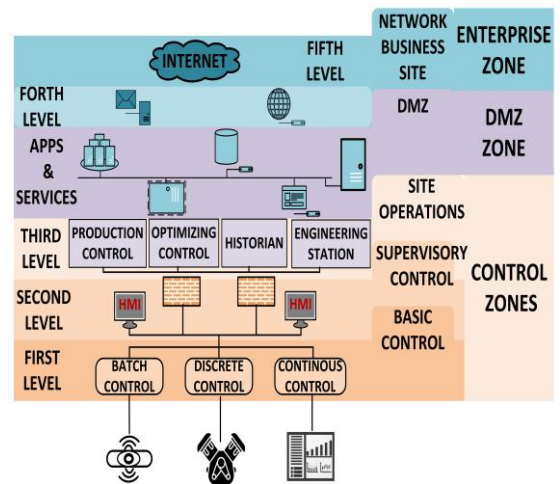 INTERNET
FIFTH
LEVEL
NETWORK
BUSINESS
SITE
ENTERPRISE
ZONE
FORTH
LEVEL
DMZ
DMZ
ZONE
APPS
&
SERVICES
SITE
OPERATIONS
THIRD
LEVEL
PRODUCTION
CONTROL
OPTIMIZING
CONTROL
HISTORIAN
ENGINEERING
STATION
SUPERVISORY
CONTROL
CONTROL
ZONES
SECOND
LEVEL
HMI
HMI
BASIC
CONTROL
FIRST
LEVEL
BATCH
CONTROL
DISCRETE
CONTROL
CONTINOUS
CONTROL